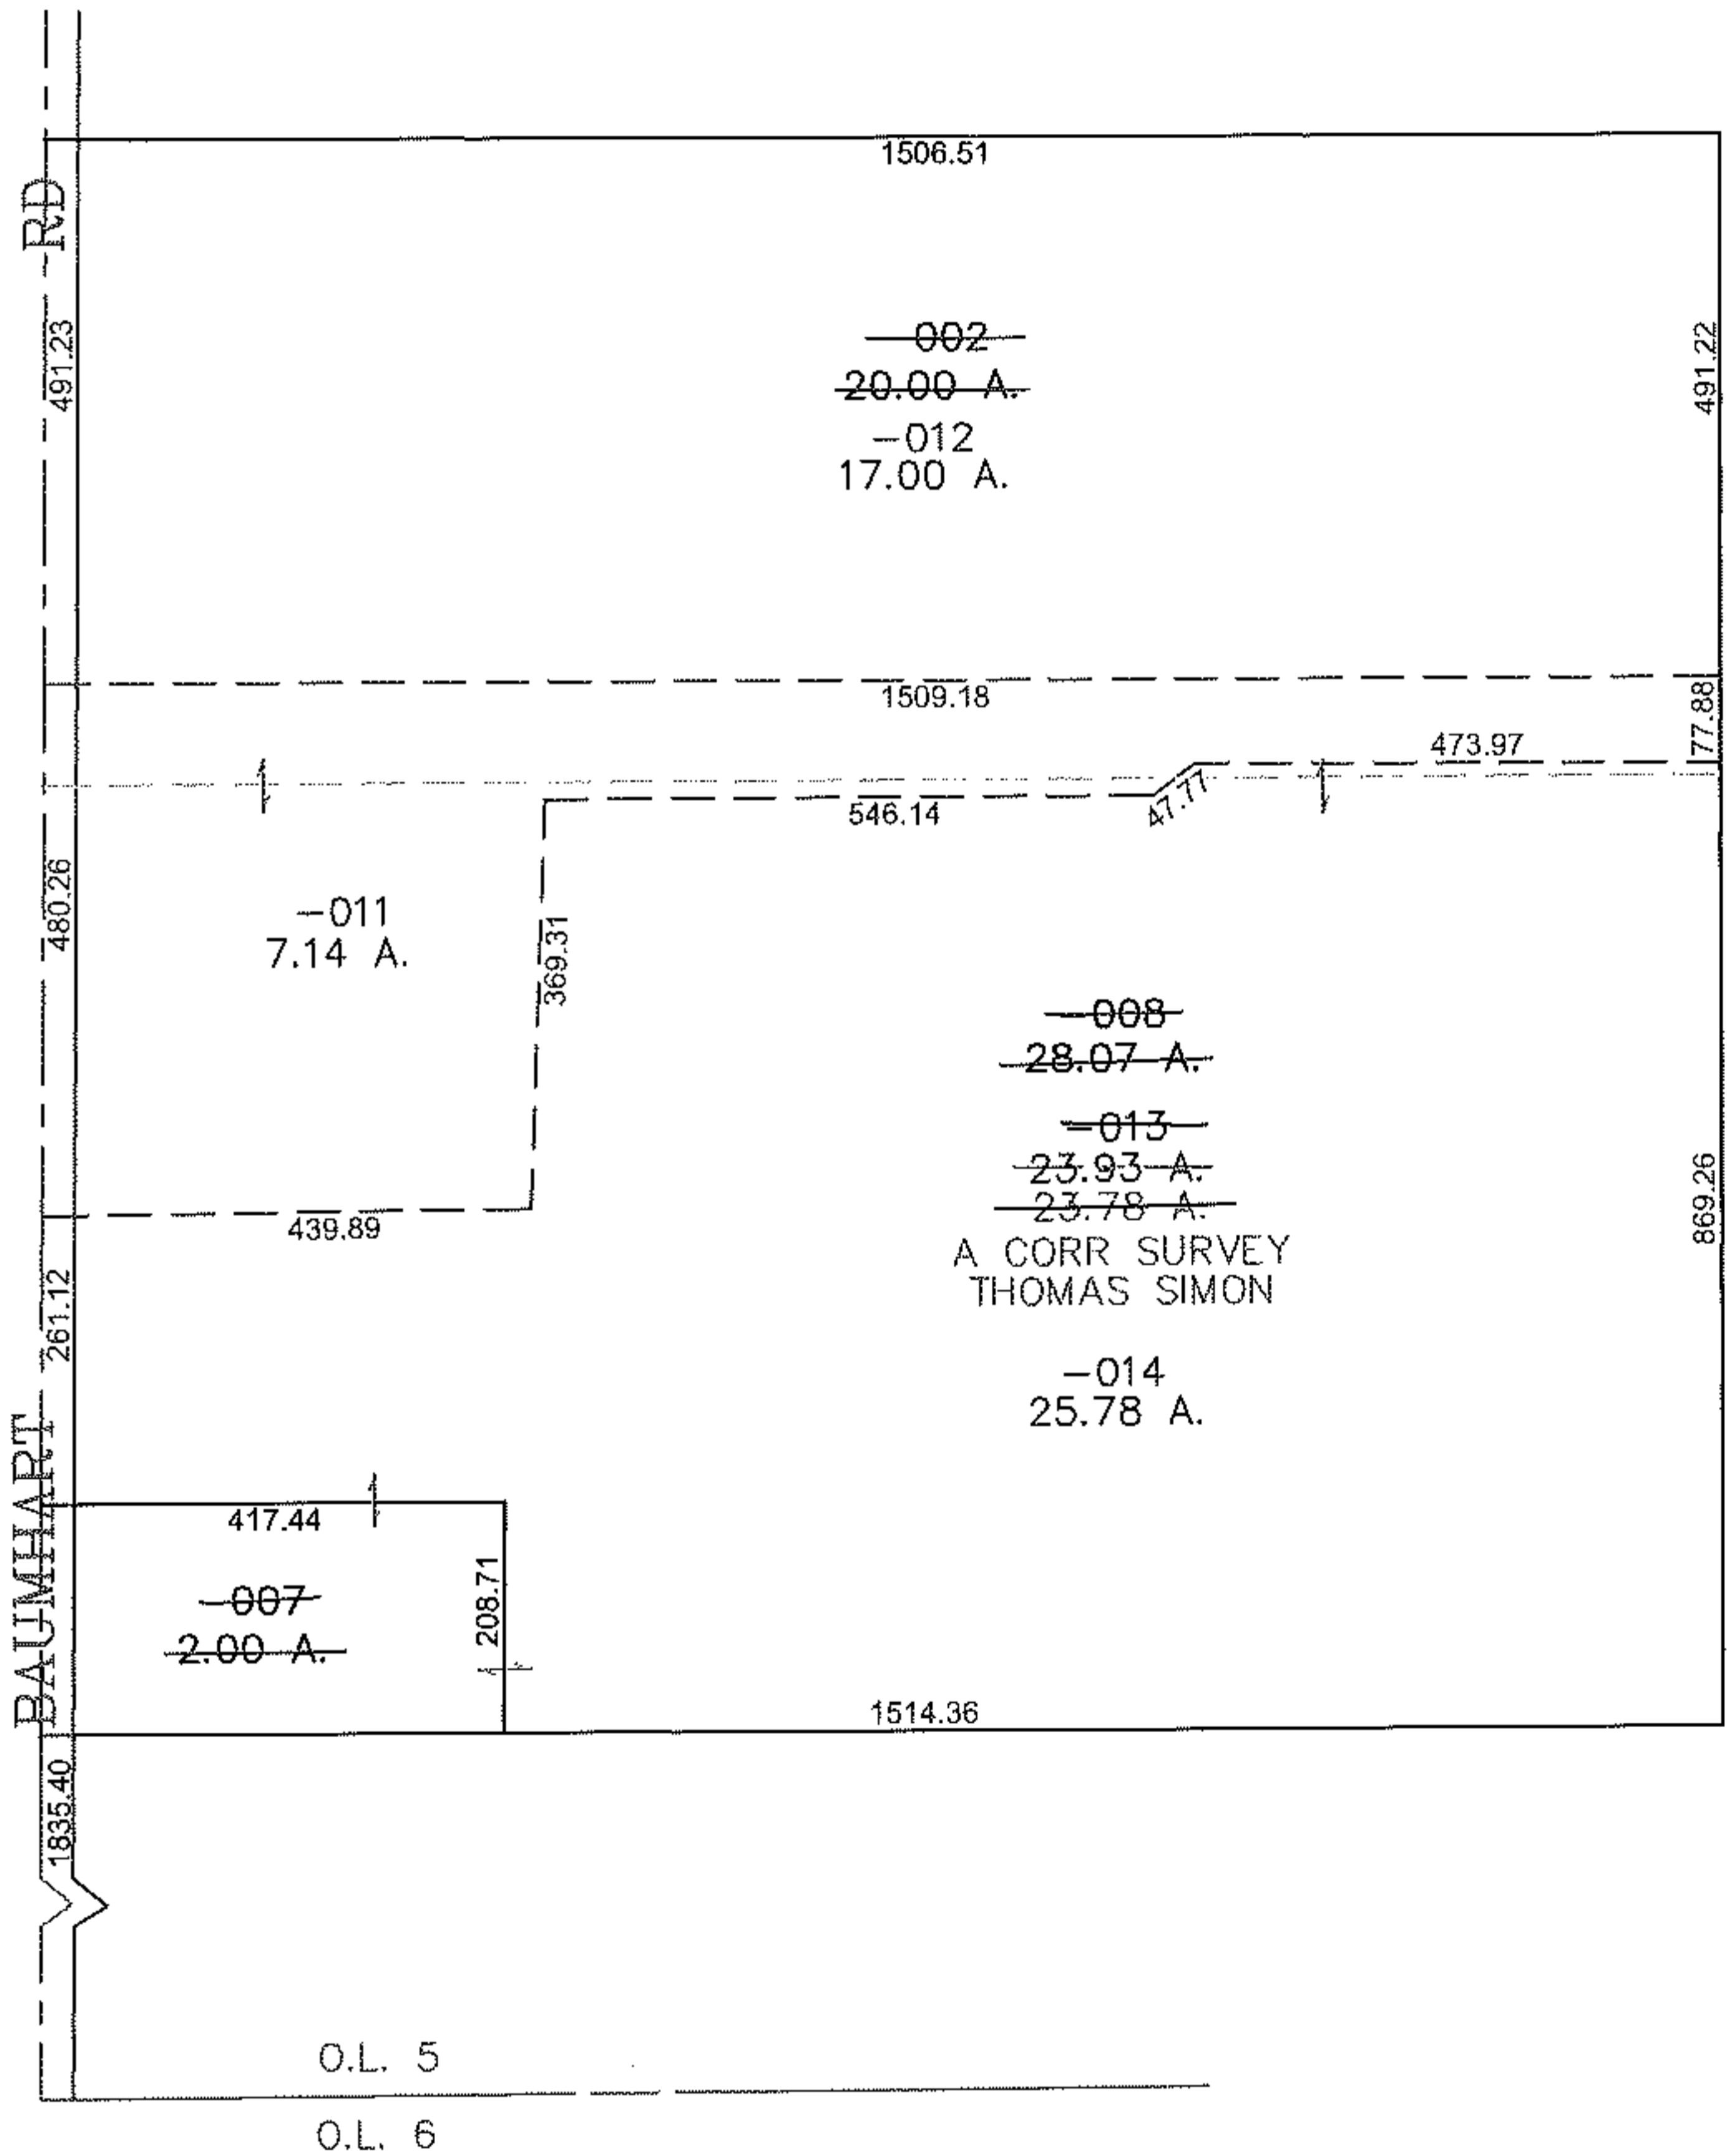 1506.51
RD
491.23
491.22
002
20.00 A.
-012
17.00 A.
1509.18
77.88
473.97
47.77
546.14
480.26
-011
7.14 A.
369.31
-008
28.07 A.
-013
23.93 A.
23.78 A.
A CORR SURVEY
THOMAS SIMON
869.26
439.89
261.12
-014
25.78 A.
BAUMHART
417.44
208.71
-007
2.00 A.
1514.36
1835.40
O.L. 5
O.L. 6